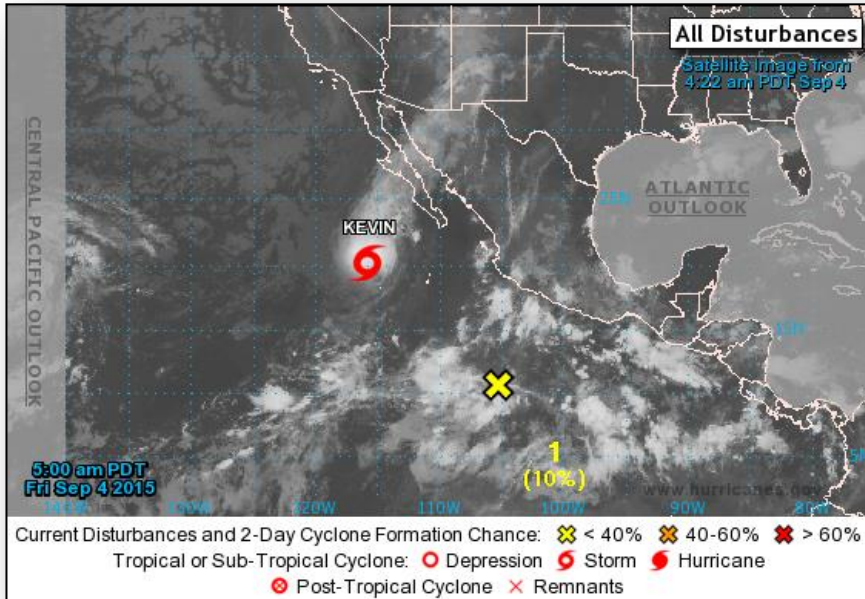 All Disturbances
Satellite Image from
4:22 am PDT Sep 4
CENTRAL PACIFIC OUTLOOK
ATLANTIC
OUTLOOK
25N
KEVIN
15N
1
(10%)
5N
5:00 am PDT
Fri Sep 4 2015
www.hurricanes.gov
145W 130W 120W 110W 100W 90W 80W
Current Disturbances and 2-Day Cyclone Formation Chance: < 40% 40-60% > 60%
Tropical or Sub-Tropical Cyclone: Depression Storm Hurricane
Post-Tropical Cyclone Remnants